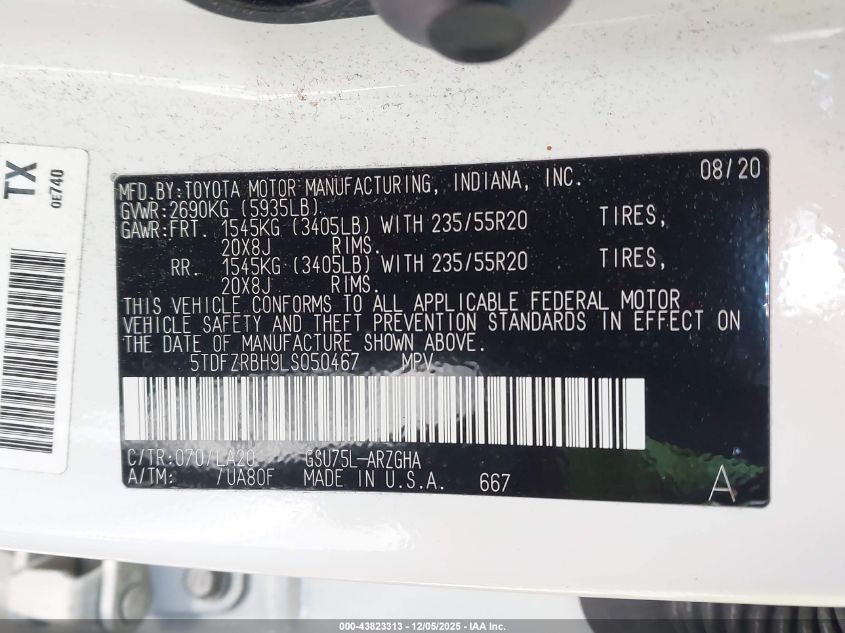 TX
0E740
MFD.BY:TOYOTA MOTOR MANUFACTURING, INDIANA, INC. 08/20
GVWR:2690KG (5935LB)
GAWR:FRT. 1545KG (3405LB) WITH 235/55R20 TIRES,
20X8J RIMS.
RR. 1545KG (3405LB) WITH 235/55R20 TIRES,
20X8J RIMS.
THIS VEHICLE CONFORMS TO ALL APPLICABLE FEDERAL MOTOR
VEHICLE SAFETY AND THEFT PREVENTION STANDARDS IN EFFECT ON
THE DATE OF MANUFACTURE SHOWN ABOVE.
5TDFZRBH9LS050467 MPV
C/TR:070/LA20 GSU75L-ARZGHA
A/TM: /UA80F MADE IN U.S.A. 667 A
000-43823313 - 12/05/2025 - IAA Inc.